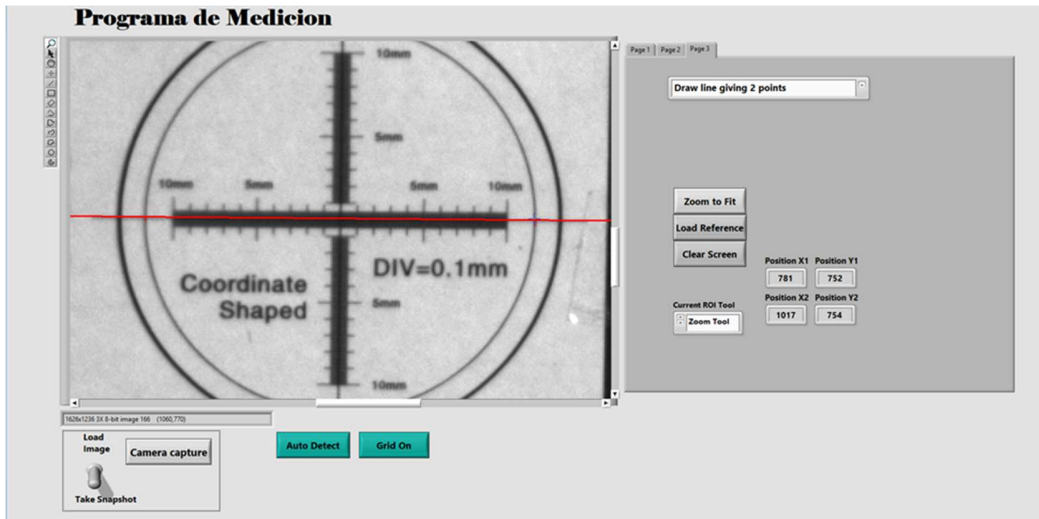 Programa de Medicion
Page 1 Page 2 Page 3
Draw line giving 2 points
10mm
5mm
10mm 5mm 5mm 10mm
Coordinate
Shaped
DIV=0.1mm
5mm
10mm
Zoom to Fit
Load Reference
Clear Screen
Position X1 Position Y1
781 752
Current ROI Tool
Position X2 Position Y2
Zoom Tool
1017 754
1626x1236 3X 8-bit image 166 (1060,770)
Load
Image
Camera capture
Take Snapshot
Auto Detect Grid On